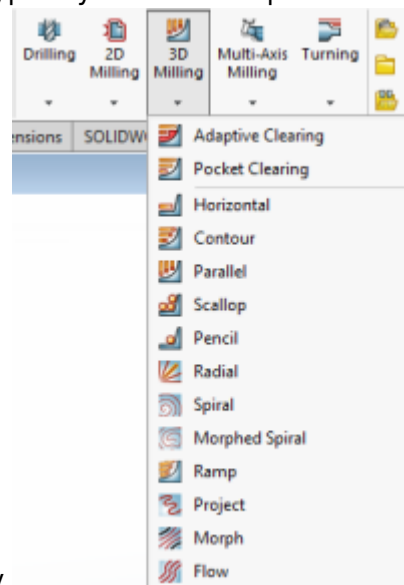 Drilling 2D Milling 3D Milling Multi-Axis Milling Turning
nsions SOLIDW
Adaptive Clearing
Pocket Clearing
Horizontal
Contour
Parallel
Scallop
Pencil
Radial
Spiral
Morphed Spiral
Ramp
Project
Morph
Flow